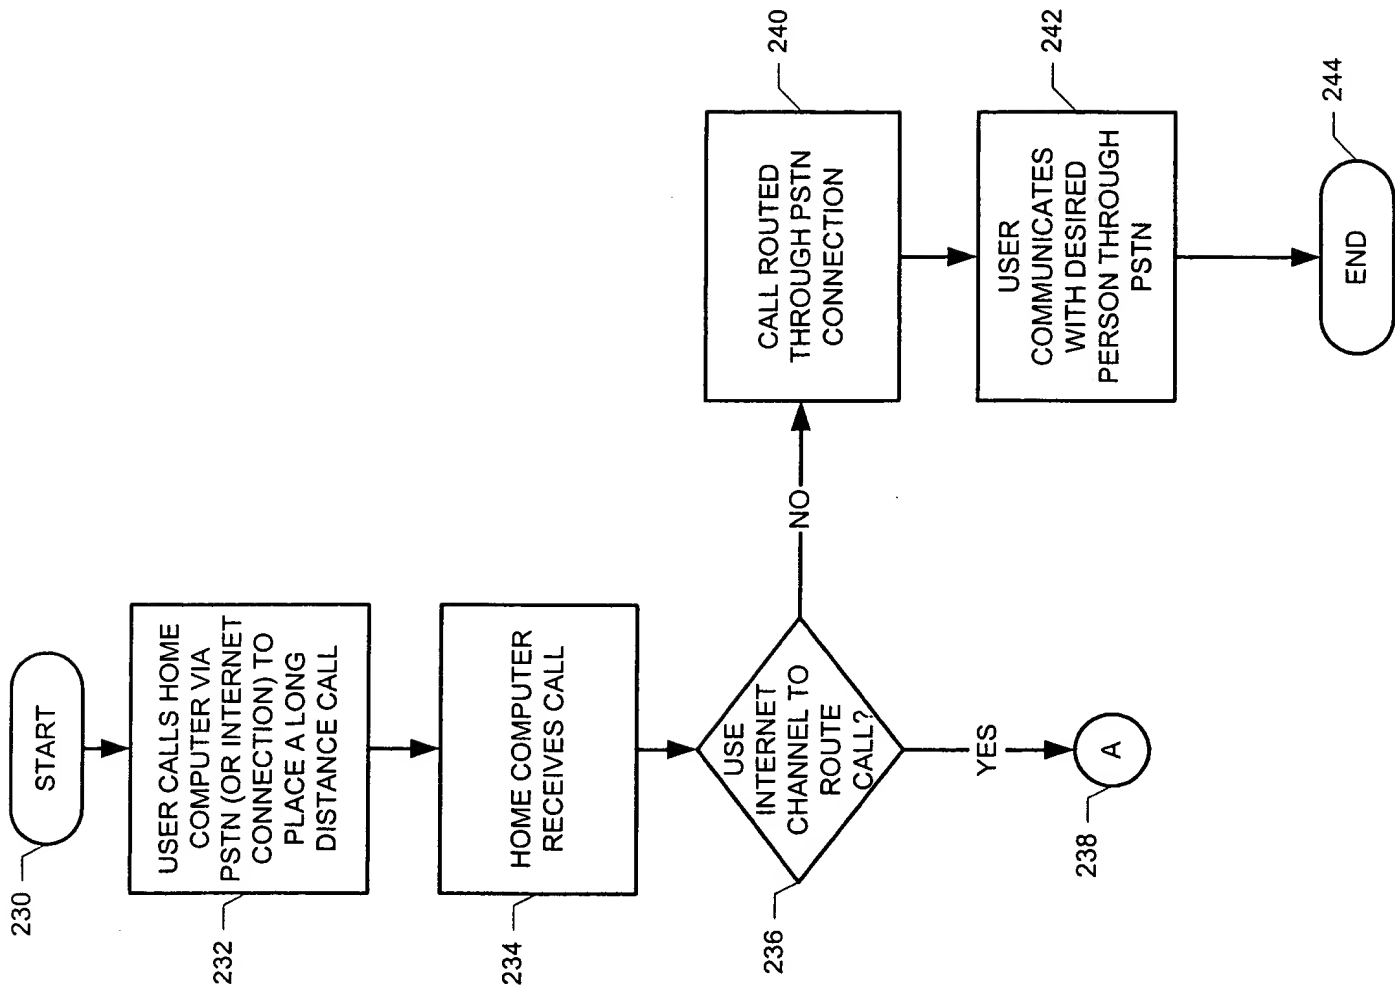 START
230
USER CALLS HOME
COMPUTER VIA
PSTN (OR INTERNET
CONNECTION) TO
PLACE A LONG
DISTANCE CALL
232
HOME COMPUTER
RECEIVES CALL
234
USE
INTERNET
CHANNEL TO
ROUTE
CALL?
236
NO
YES
A
238
CALL ROUTED
THROUGH PSTN
CONNECTION
240
USER
COMMUNICATES
WITH DESIRED
PERSON THROUGH
PSTN
242
END
244